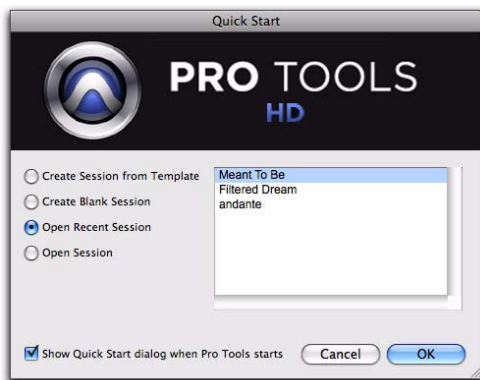 Quick Start
PRO TOOLS
HD
Create Session from Template
Create Blank Session
Open Recent Session
Open Session
Meant To Be
Filtered Dream
andante
Show Quick Start dialog when Pro Tools starts
Cancel
OK